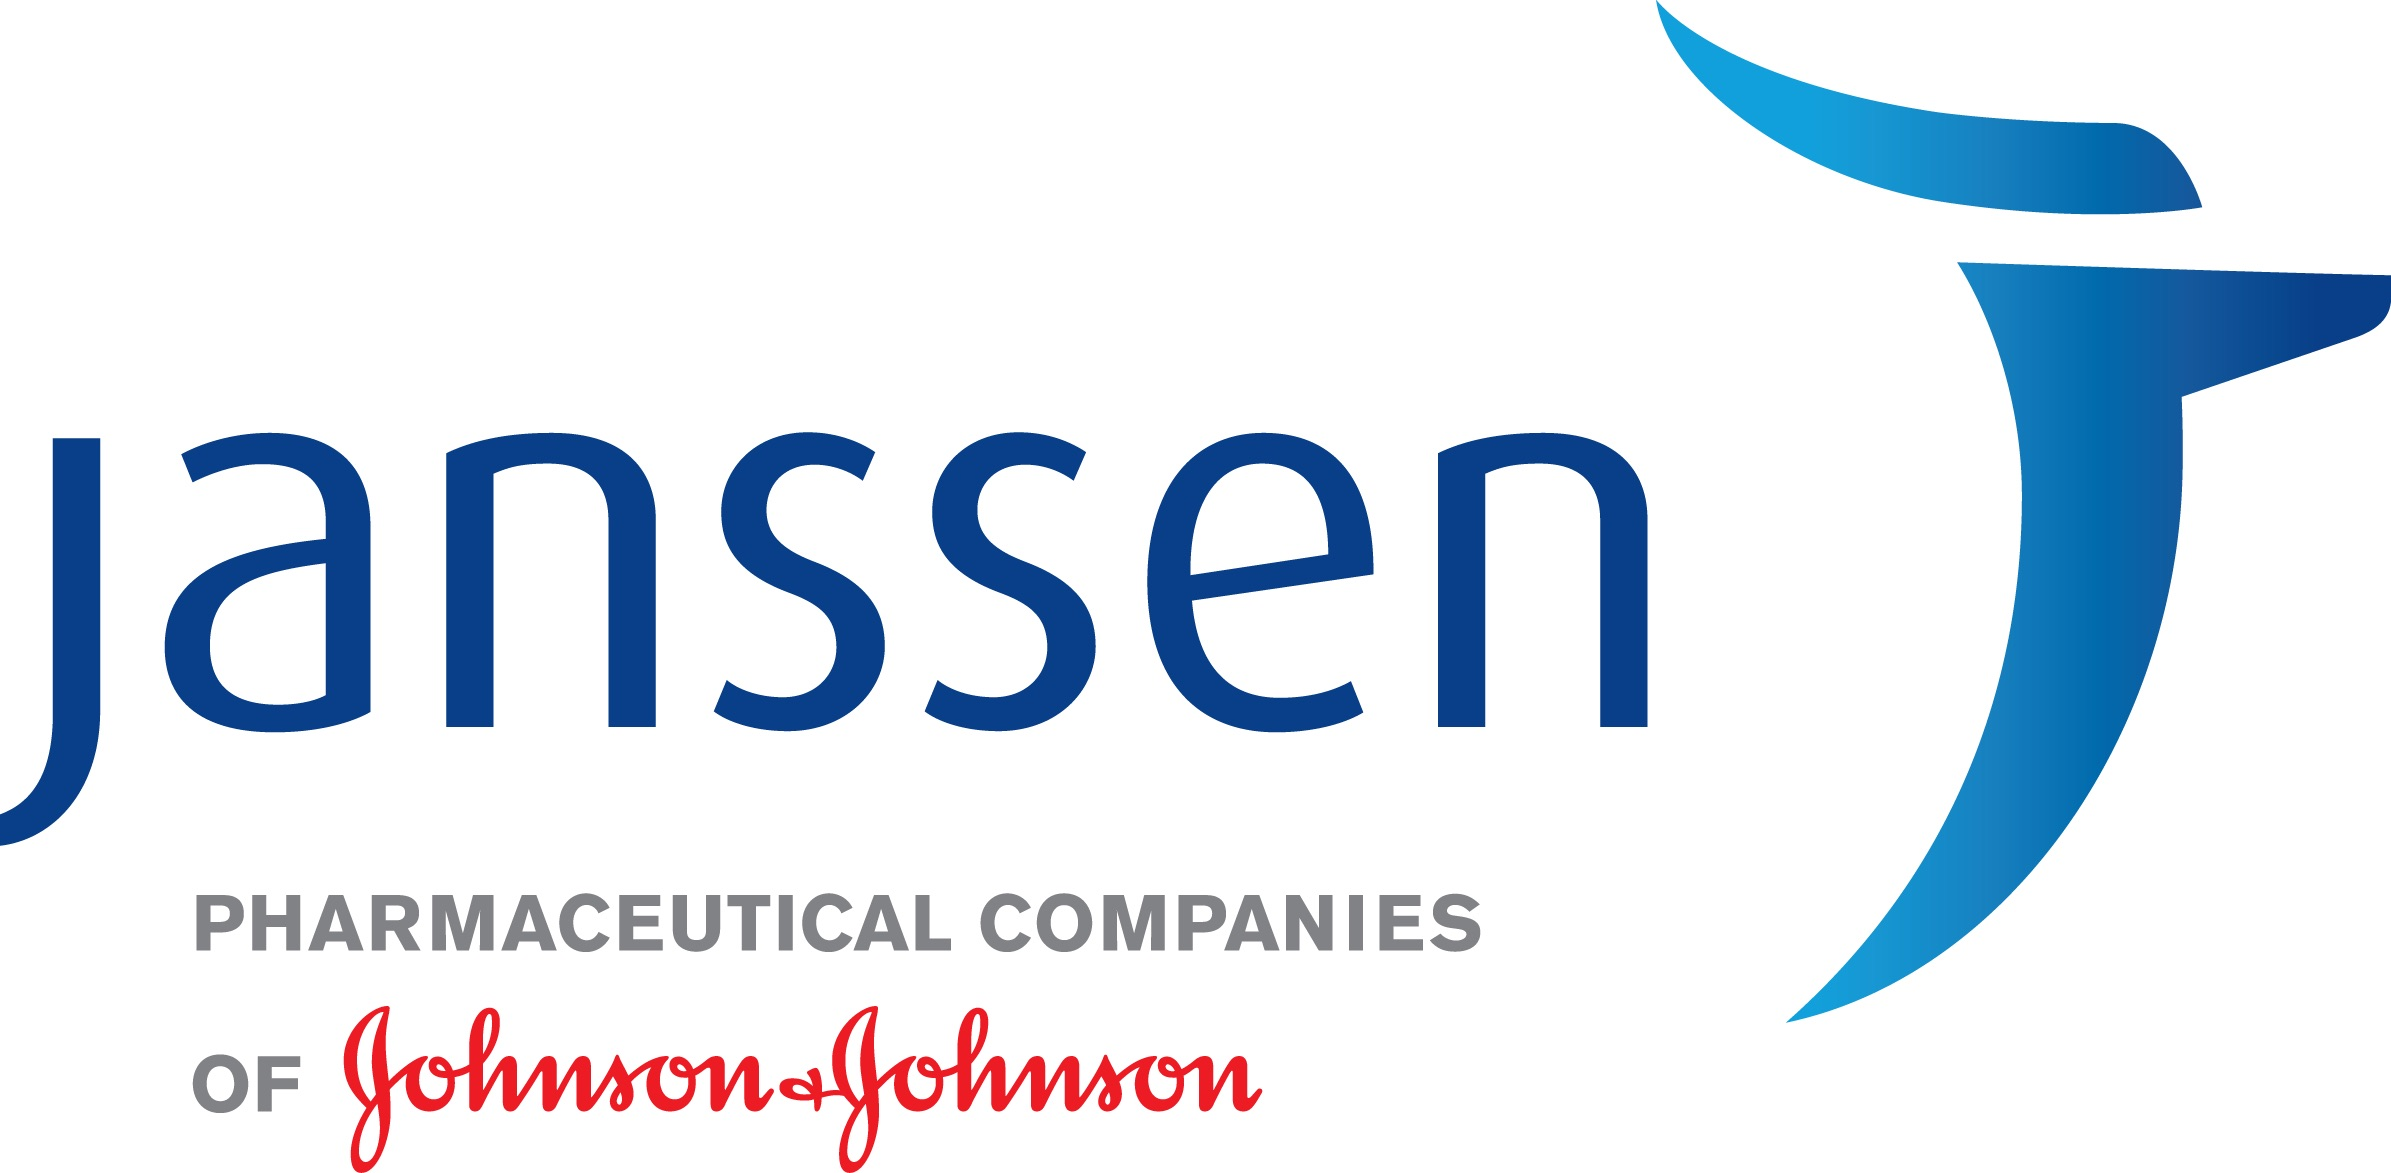 janssen
PHARMACEUTICAL COMPANIES
OF Johnson & Johnson